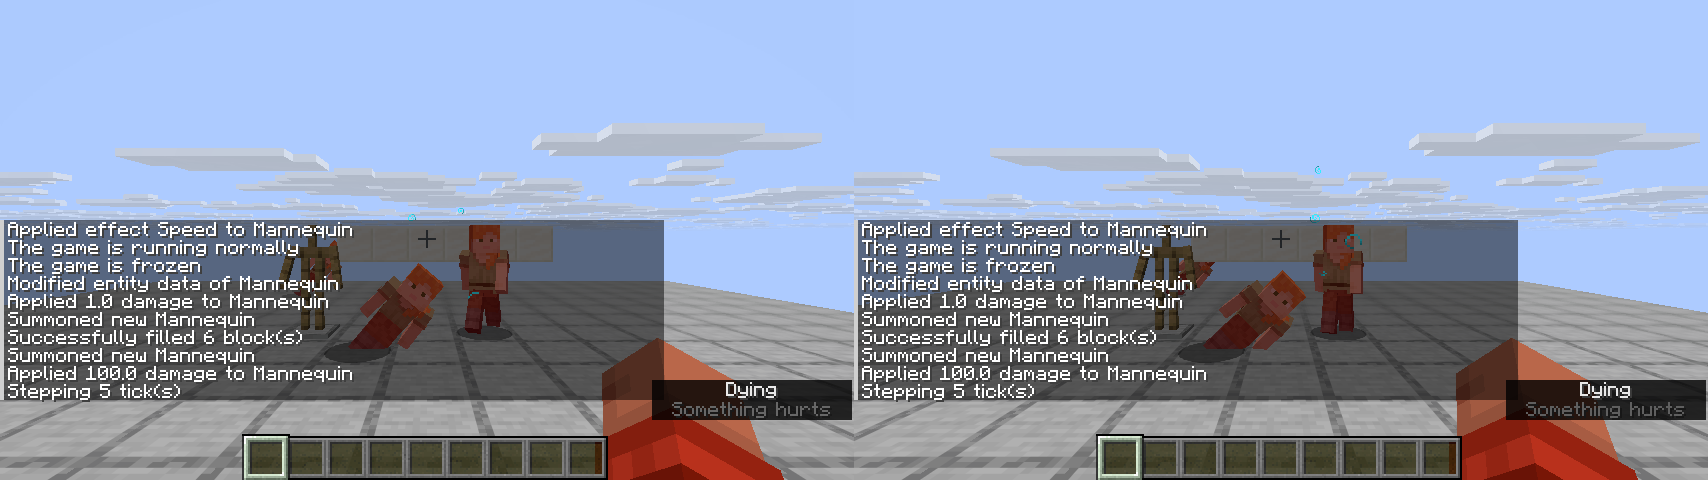 Applied effect Speed to Mannequin
The game is running normally
The game is frozen
Modified entity data of Mannequin
Applied 1.0 damage to Mannequin
Summoned new Mannequin
Successfully filled 6 block(s)
Summoned new Mannequin
Applied 100.0 damage to Mannequin
Stepping 5 tick(s)
Dying
Something hurts
Applied effect Speed to Mannequin
The game is running normally
The game is frozen
Modified entity data of Mannequin
Applied 1.0 damage to Mannequin
Summoned new Mannequin
Successfully filled 6 block(s)
Summoned new Mannequin
Applied 100.0 damage to Mannequin
Stepping 5 tick(s)
Dying
Something hurts